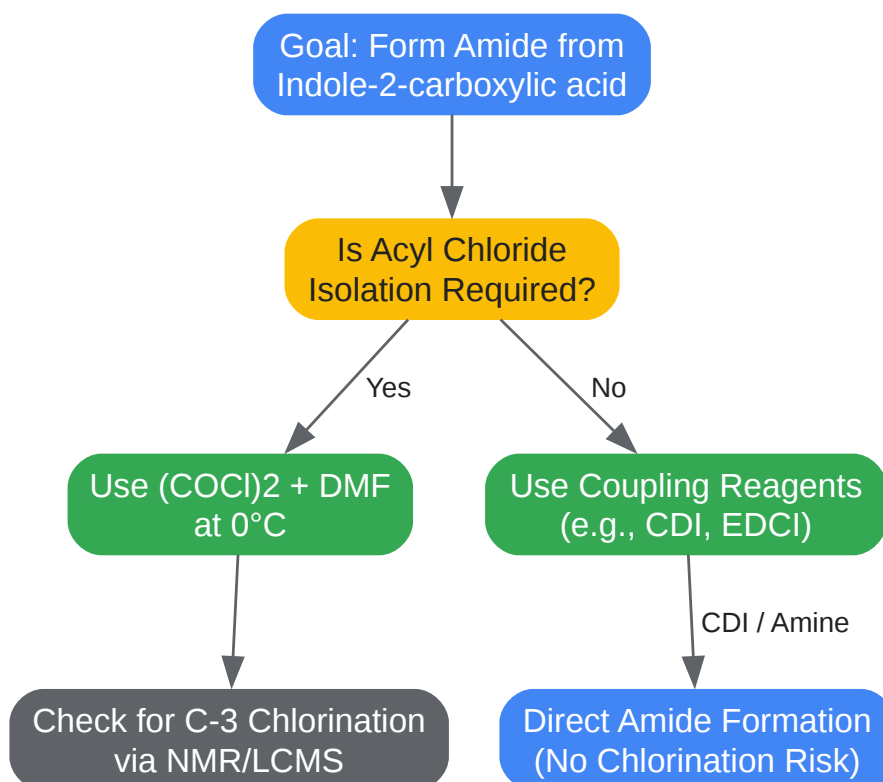 Goal: Form Amide from
Indole-2-carboxylic acid
Is Acyl Chloride
Isolation Required?
Yes
No
Use (COCl)2 + DMF
at 0°C
Use Coupling Reagents
(e.g., CDI, EDCI)
CDI / Amine
Check for C-3 Chlorination
via NMR/LCMS
Direct Amide Formation
(No Chlorination Risk)